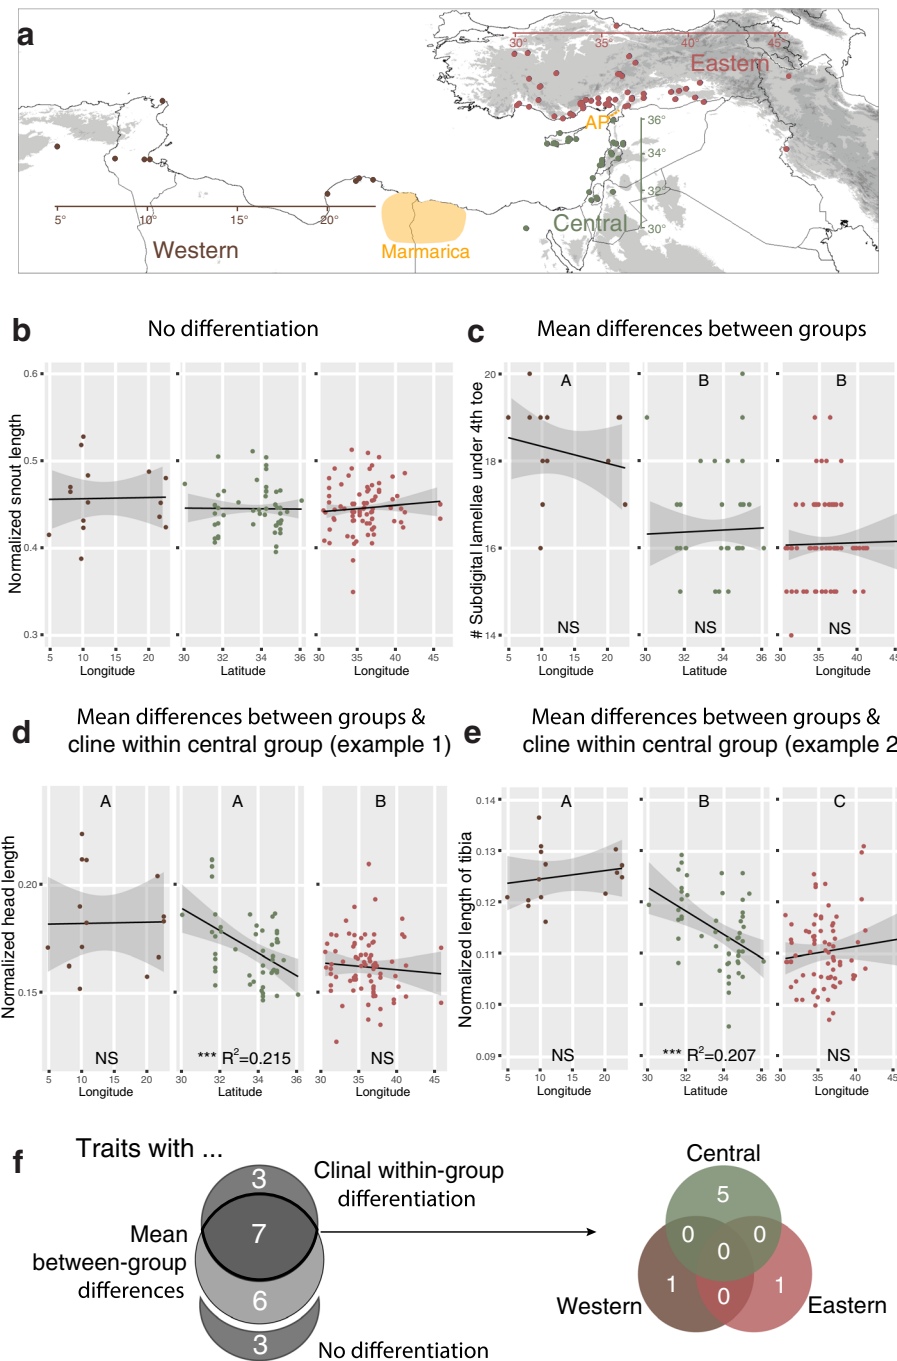 a
30° 35° 40° 45°
Eastern
AP
36°
34°
32°
30°
Central
5° 10° 15° 20°
Western
Marmarica
b No differentiation
Normalized snout length
0.6
0.5
0.4
0.3
5 10 15 20 30 32 34 36 30 35 40 45
Longitude Latitude Longitude
c Mean differences between groups
# Subdigital lamellae under 4th toe
20
18
16
14
A B B
NS NS NS
5 10 15 20 30 32 34 36 30 35 40 45
Longitude Latitude Longitude
d Mean differences between groups &
cline within central group (example 1)
Normalized head length
0.20
0.15
A A B
NS *** R²=0.215 NS
5 10 15 20 30 32 34 36 30 35 40 45
Longitude Latitude Longitude
e Mean differences between groups &
cline within central group (example 2
Normalized length of tibia
0.14
0.13
0.12
0.11
0.10
0.09
A B C
NS *** R²=0.207 NS
5 10 15 20 30 32 34 36 30 35 40 45
Longitude Latitude Longitude
f Traits with ...
3
Clinal within-group
differentiation
7
Mean
between-group
differences
6
3
No differentiation
Central
5
0 0
0
1 1
0
Western Eastern